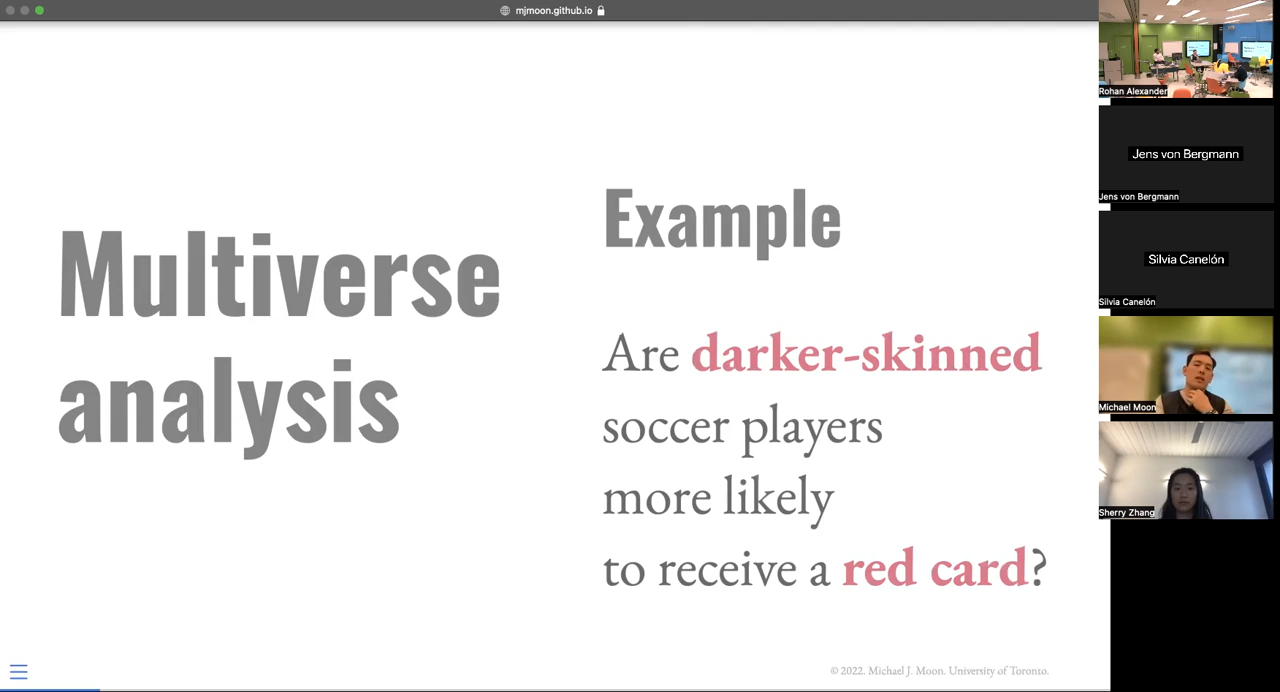 mjmoon.github.io
Multiverse
analysis
Example
Are darker-skinned
soccer players
more likely
to receive a red card?
© 2022. Michael J. Moon. University of Toronto.
Rohan Alexander
Jens von Bergmann
Jens von Bergmann
Silvia Canelón
Silvia Canelón
Michael Moon
Sherry Zhang